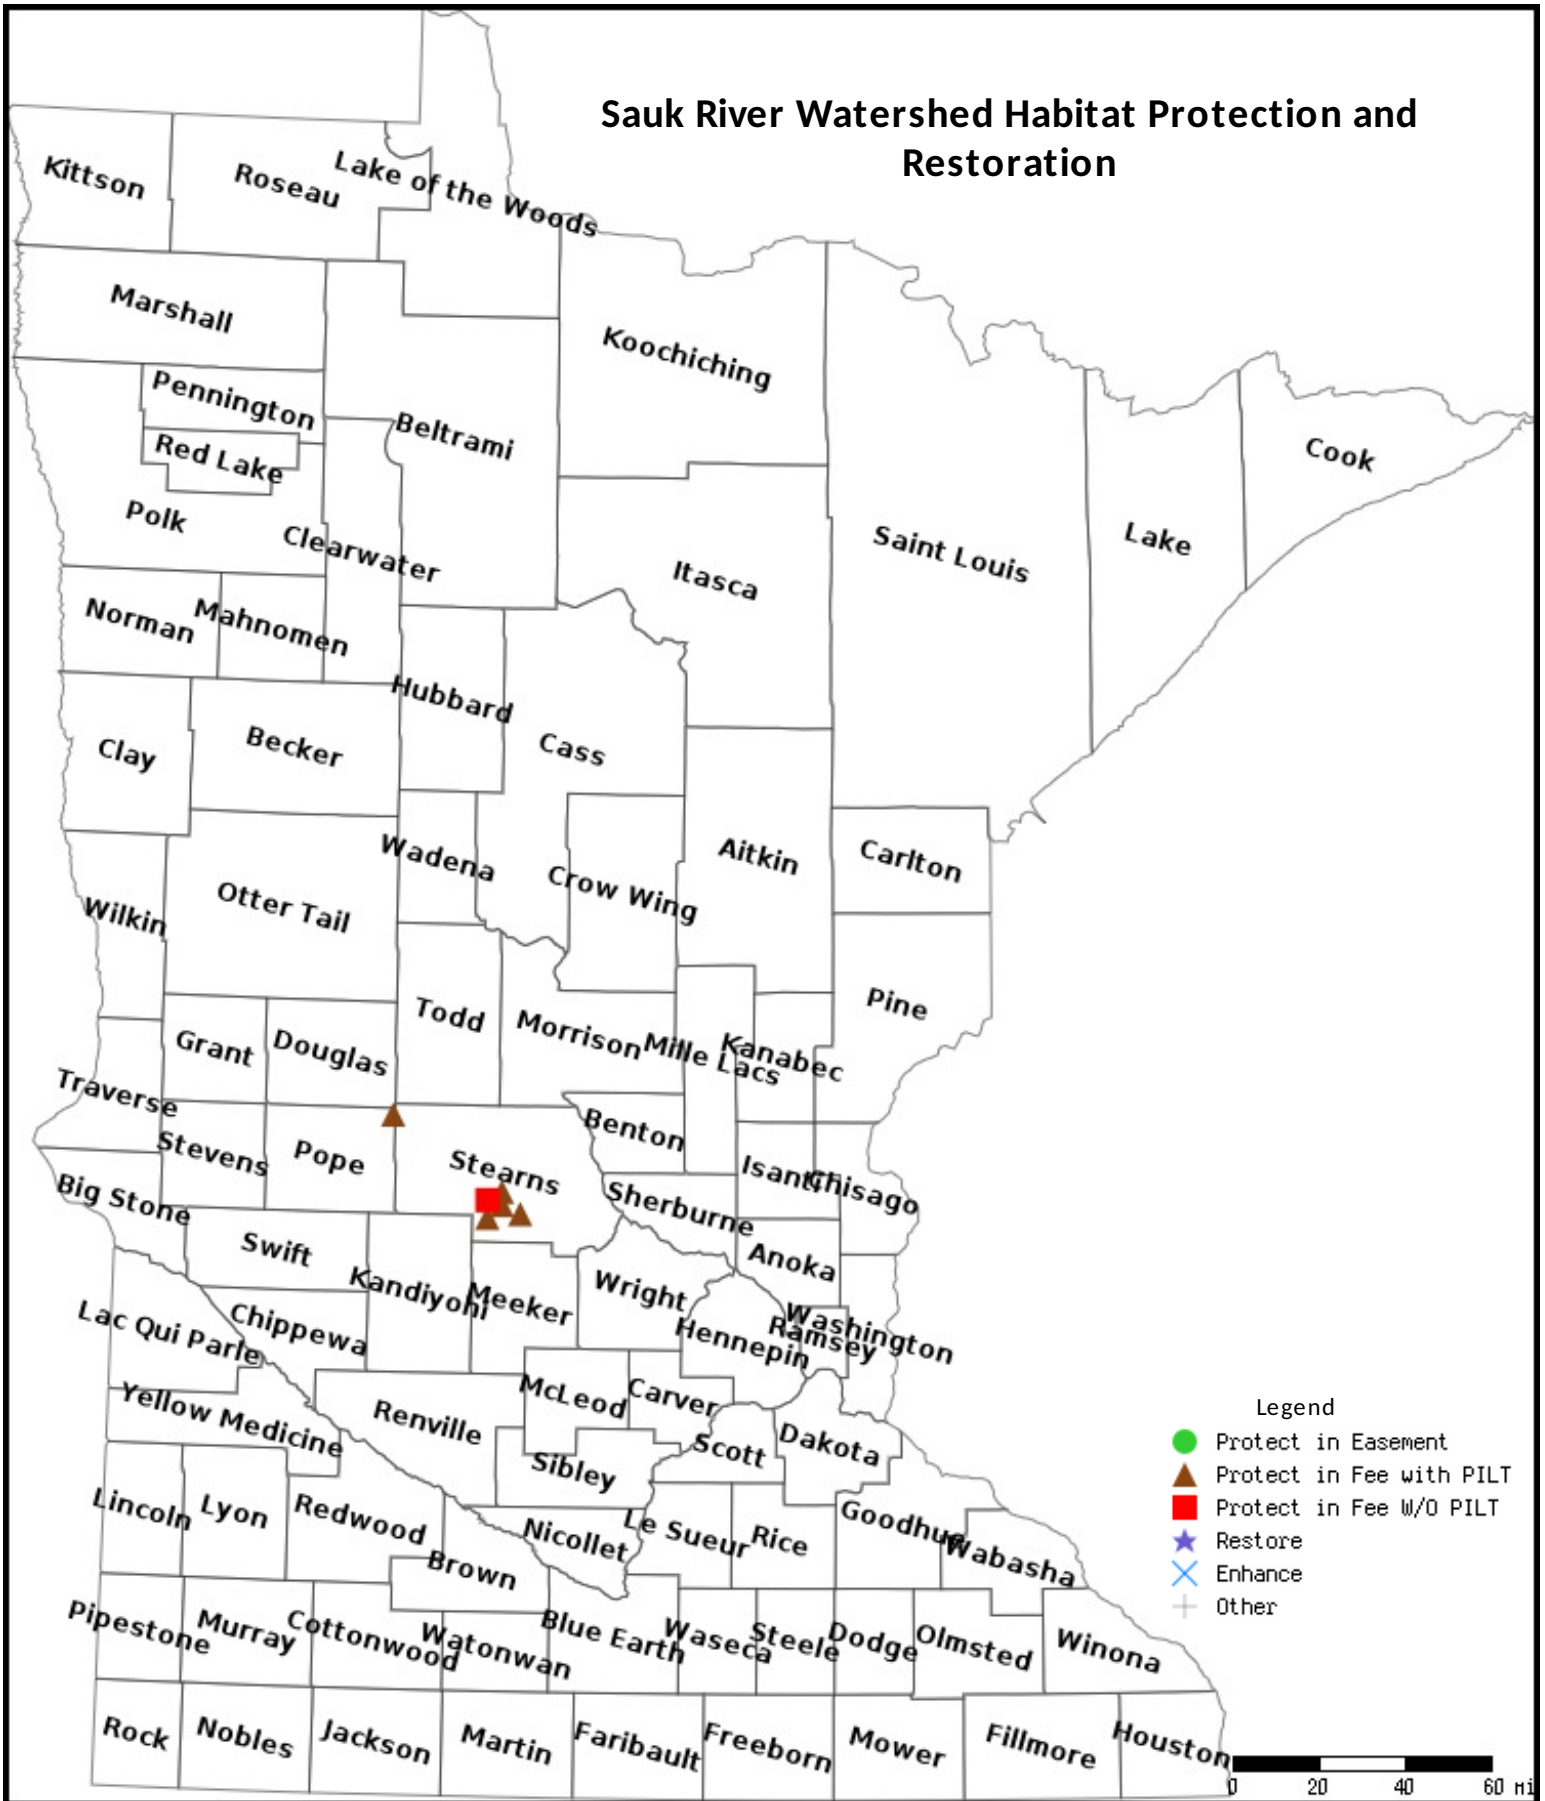 Sauk River Watershed Habitat Protection and
Restoration
Kittson
Roseau
Lake of the Woods
Marshall
Koochiching
Pennington
Beltrami
Red Lake
Cook
Polk
Clearwater
Saint Louis
Lake
Itasca
Norman
Mahnomen
Hubbard
Clay
Becker
Cass
Wadena
Aitkin
Carlton
Crow Wing
Otter Tail
Wilkin
Todd
Pine
Morrison
Grant
Douglas
Mille Lacs
Kanabec
Traverse
Benton
Stevens
Pope
Stearns
Isanti
Chisago
Big Stone
Sherburne
Swift
Anoka
Kandiyohi
Meeker
Wright
Lac Qui Parle
Chippewa
Hennepin
Ramsey
Washington
Yellow Medicine
Renville
McLeod
Carver
Scott
Dakota
Sibley
Lincoln
Lyon
Redwood
Nicollet
Le Sueur
Rice
Goodhue
Wabasha
Brown
Pipestone
Murray
Cottonwood
Watonwan
Blue Earth
Waseca
Steele
Dodge
Olmsted
Winona
Rock
Nobles
Jackson
Martin
Faribault
Freeborn
Mower
Fillmore
Houston
Legend
Protect in Easement
Protect in Fee with PILT
Protect in Fee W/O PILT
Restore
Enhance
Other
0 20 40 60 mi